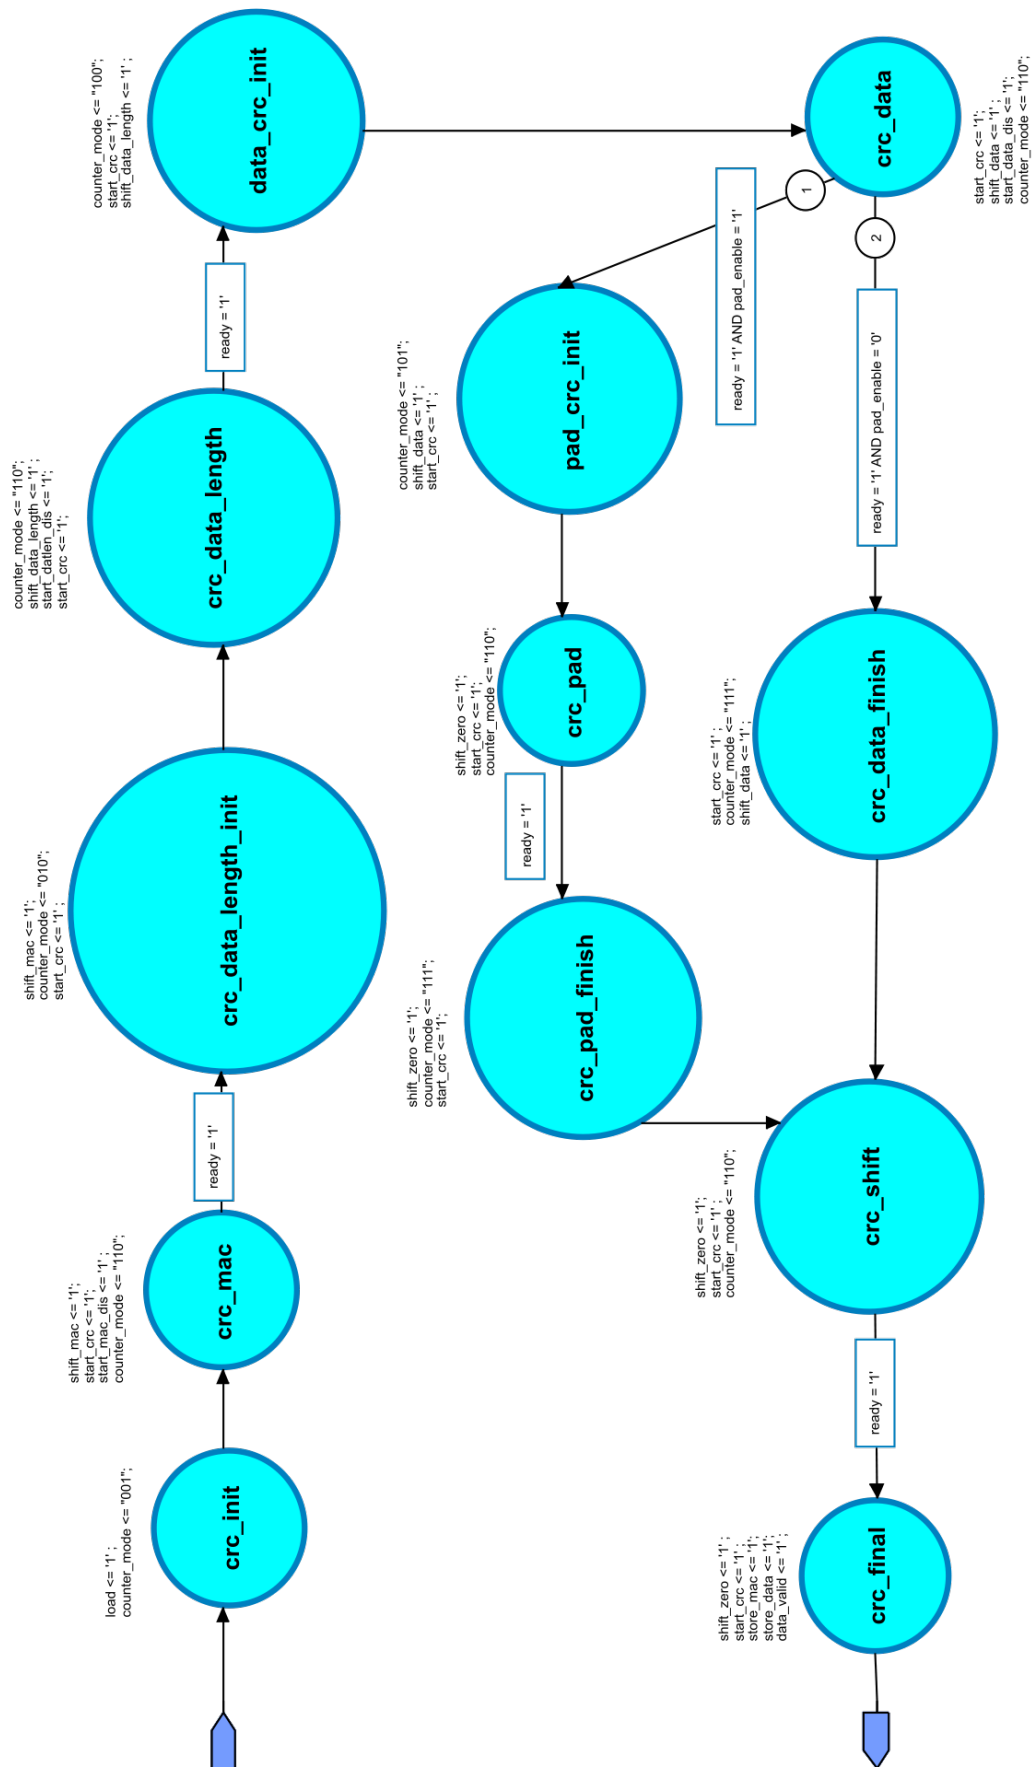 load <= '1' ;
counter_mode <= "001";
crc_init
shift_mac <= '1';
start_crc <= '1';
start_mac_dis <= '1' ;
counter_mode <= "110";
crc_mac
ready = '1'
shift_mac <= '1';
counter_mode <= "010";
start_crc <= '1' ;
crc_data_length_init
counter_mode <= "110";
shift_data_length <= '1' ;
start_datlen_dis <= '1';
start_crc <= '1';
crc_data_length
ready = '1'
counter_mode <= "100";
start_crc <= '1';
shift_data_length <= '1' ;
data_crc_init
crc_data
start_crc <= '1';
shift_data <= '1' ;
start_data_dis <= '1';
counter_mode <= "110";
1
ready = '1' AND pad_enable = '1'
2
ready = '1' AND pad_enable = '0'
counter_mode <= "101";
shift_data <= '1' ;
start_crc <= '1' ;
pad_crc_init
shift_zero <= '1';
start_crc <= '1';
counter_mode <= "110";
crc_pad
ready = '1'
shift_zero <= '1';
counter_mode <= "111";
start_crc <= '1';
crc_pad_finish
start_crc <= '1' ;
counter_mode <= "111";
shift_data <= '1' ;
crc_data_finish
shift_zero <= '1';
start_crc <= '1' ;
counter_mode <= "110";
crc_shift
ready = '1'
shift_zero <= '1' ;
start_crc <= '1';
store_mac <= '1';
store_data <= '1';
data_valid <= '1' ;
crc_final